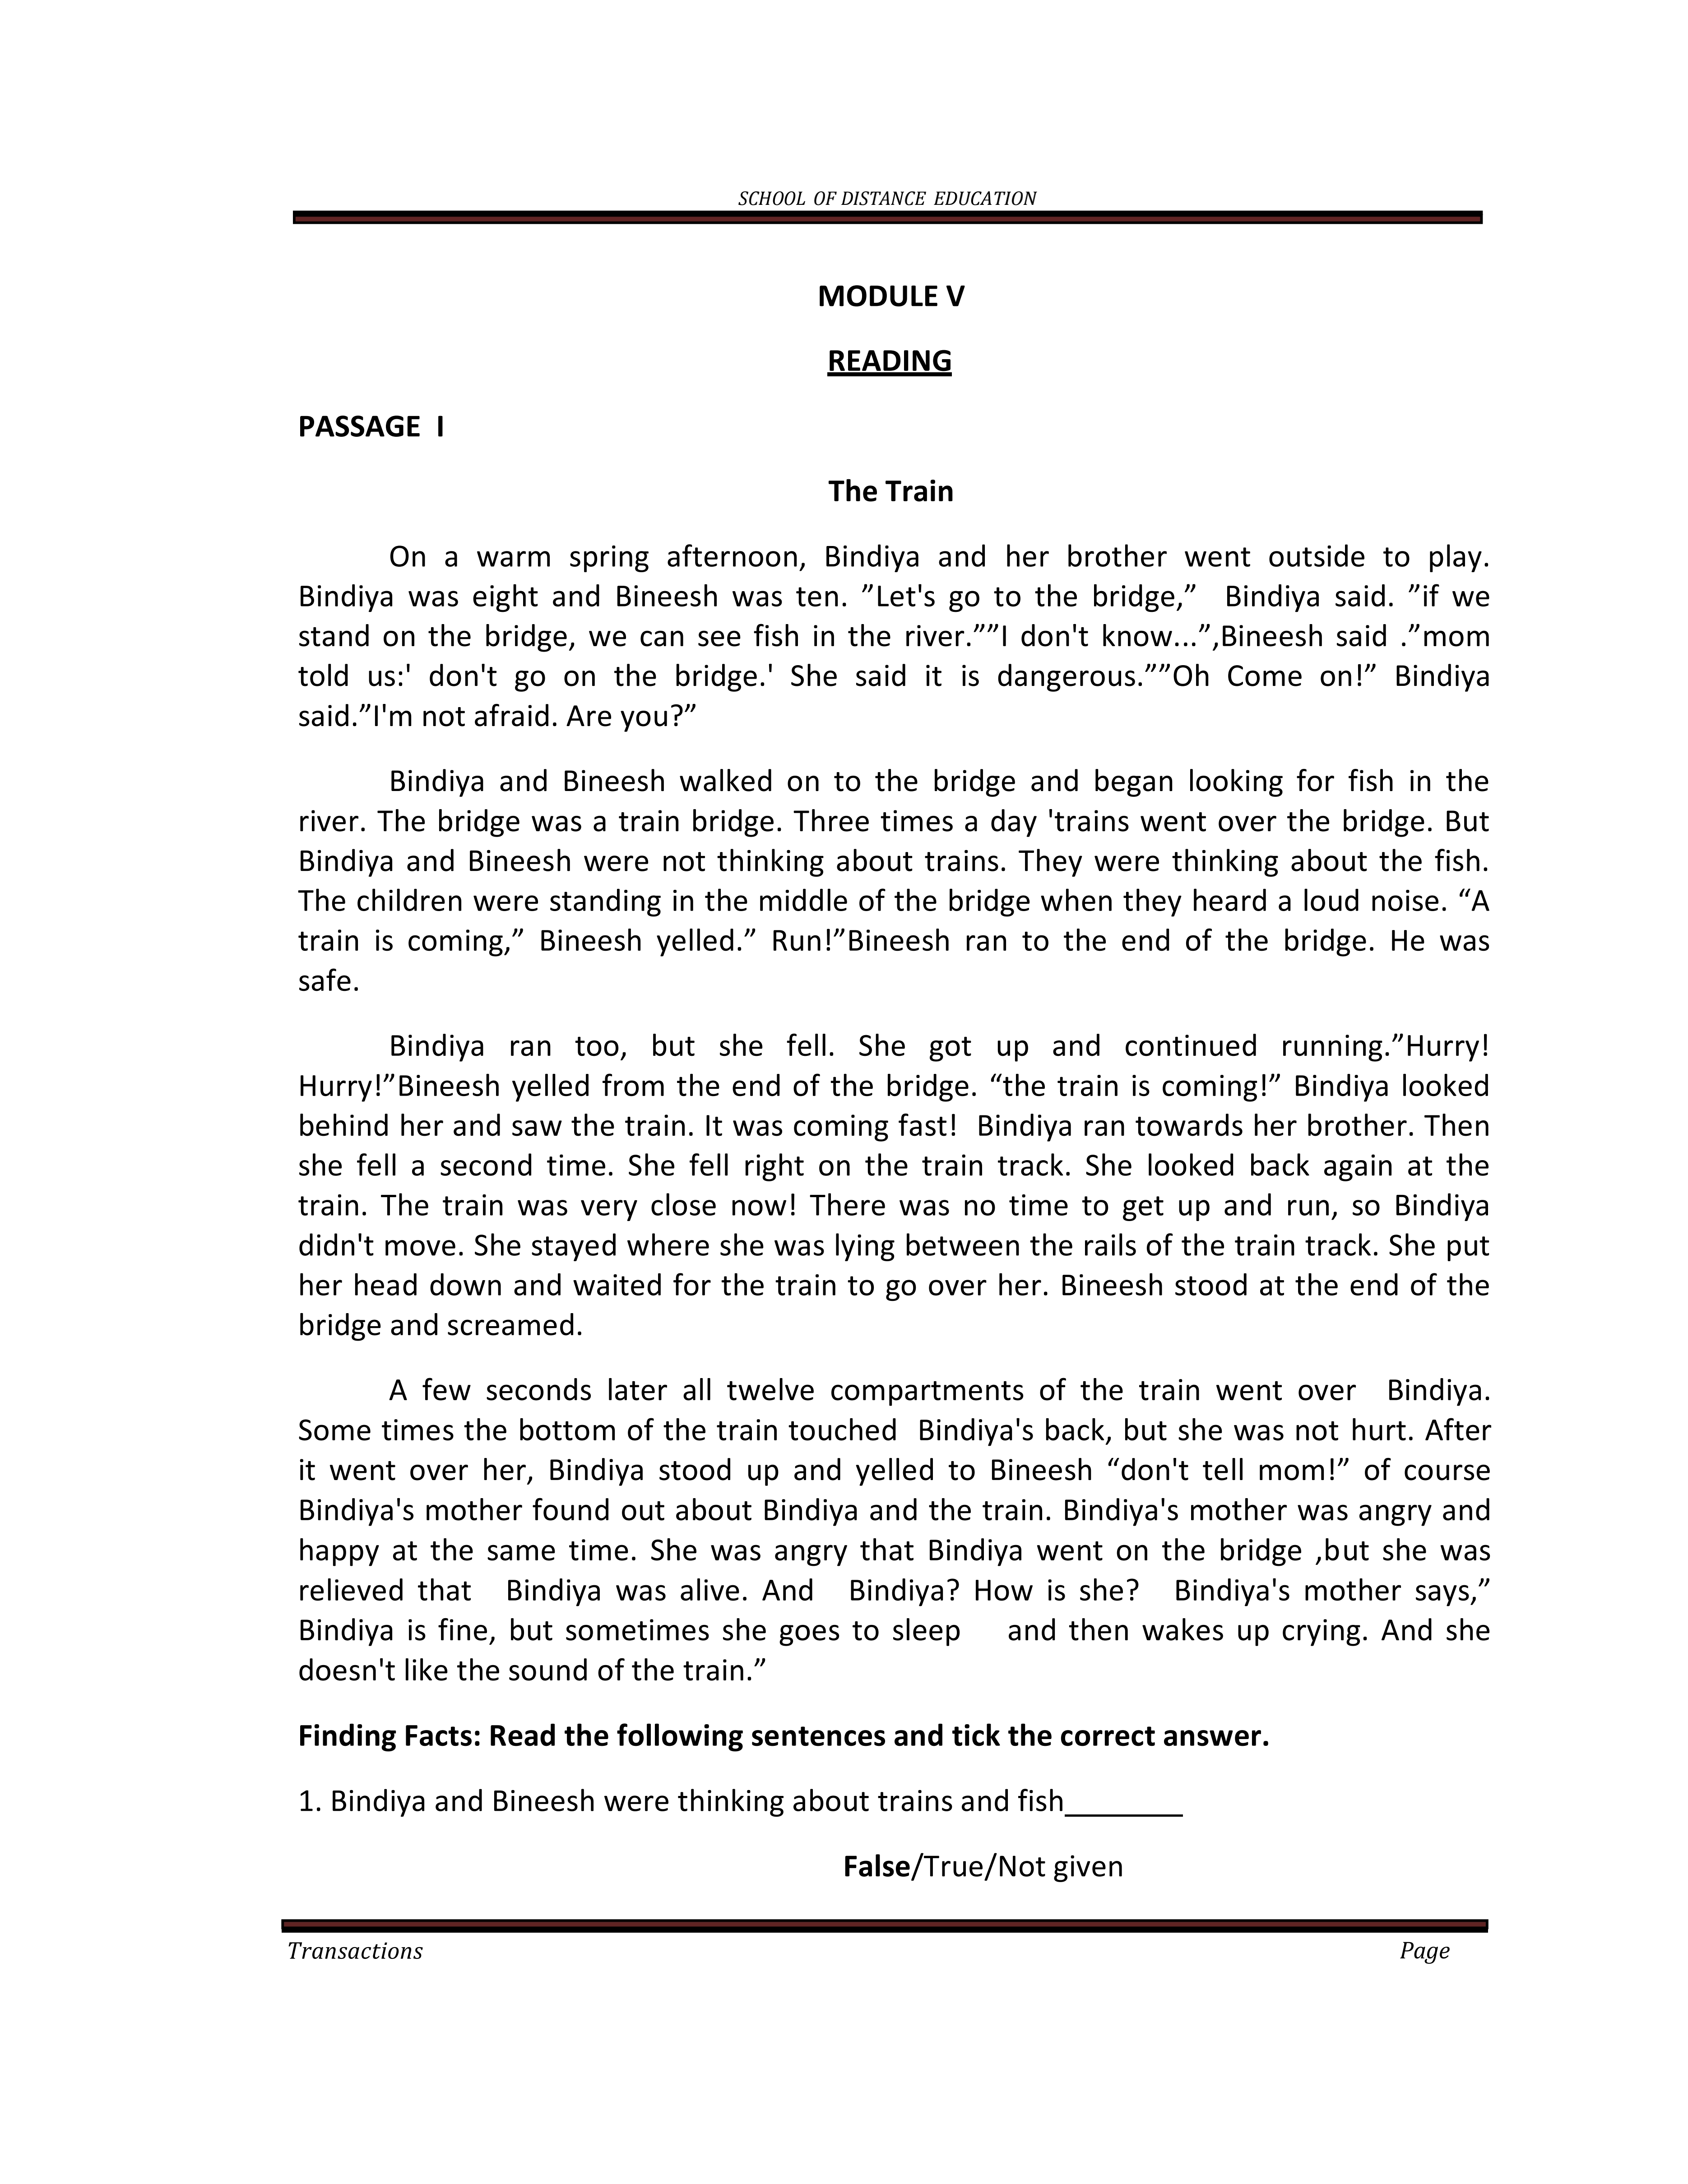 SCHOOL OF DISTANCE EDUCATION
MODULE V
READING
PASSAGE I
The Train
On a warm spring afternoon, Bindiya and her brother went outside to play.
Bindiya was eight and Bineesh was ten. ”Let's go to the bridge,” Bindiya said. ”if we
stand on the bridge, we can see fish in the river.””I don't know...”,Bineesh said .”mom
told us:' don't go on the bridge.' She said it is dangerous.””Oh Come on!” Bindiya
said.”I'm not afraid. Are you?”
Bindiya and Bineesh walked on to the bridge and began looking for fish in the
river. The bridge was a train bridge. Three times a day 'trains went over the bridge. But
Bindiya and Bineesh were not thinking about trains. They were thinking about the fish.
The children were standing in the middle of the bridge when they heard a loud noise. “A
train is coming,” Bineesh yelled.” Run!”Bineesh ran to the end of the bridge. He was
safe.
Bindiya ran too, but she fell. She got up and continued running.”Hurry!
Hurry!”Bineesh yelled from the end of the bridge. “the train is coming!” Bindiya looked
behind her and saw the train. It was coming fast! Bindiya ran towards her brother. Then
she fell a second time. She fell right on the train track. She looked back again at the
train. The train was very close now! There was no time to get up and run, so Bindiya
didn't move. She stayed where she was lying between the rails of the train track. She put
her head down and waited for the train to go over her. Bineesh stood at the end of the
bridge and screamed.
A few seconds later all twelve compartments of the train went over Bindiya.
Some times the bottom of the train touched Bindiya's back, but she was not hurt. After
it went over her, Bindiya stood up and yelled to Bineesh “don't tell mom!” of course
Bindiya's mother found out about Bindiya and the train. Bindiya's mother was angry and
happy at the same time. She was angry that Bindiya went on the bridge ,but she was
relieved that Bindiya was alive. And Bindiya? How is she? Bindiya's mother says,”
Bindiya is fine, but sometimes she goes to sleep and then wakes up crying. And she
doesn't like the sound of the train.”
Finding Facts: Read the following sentences and tick the correct answer.
1. Bindiya and Bineesh were thinking about trains and fish_______
False/True/Not given
Transactions Page